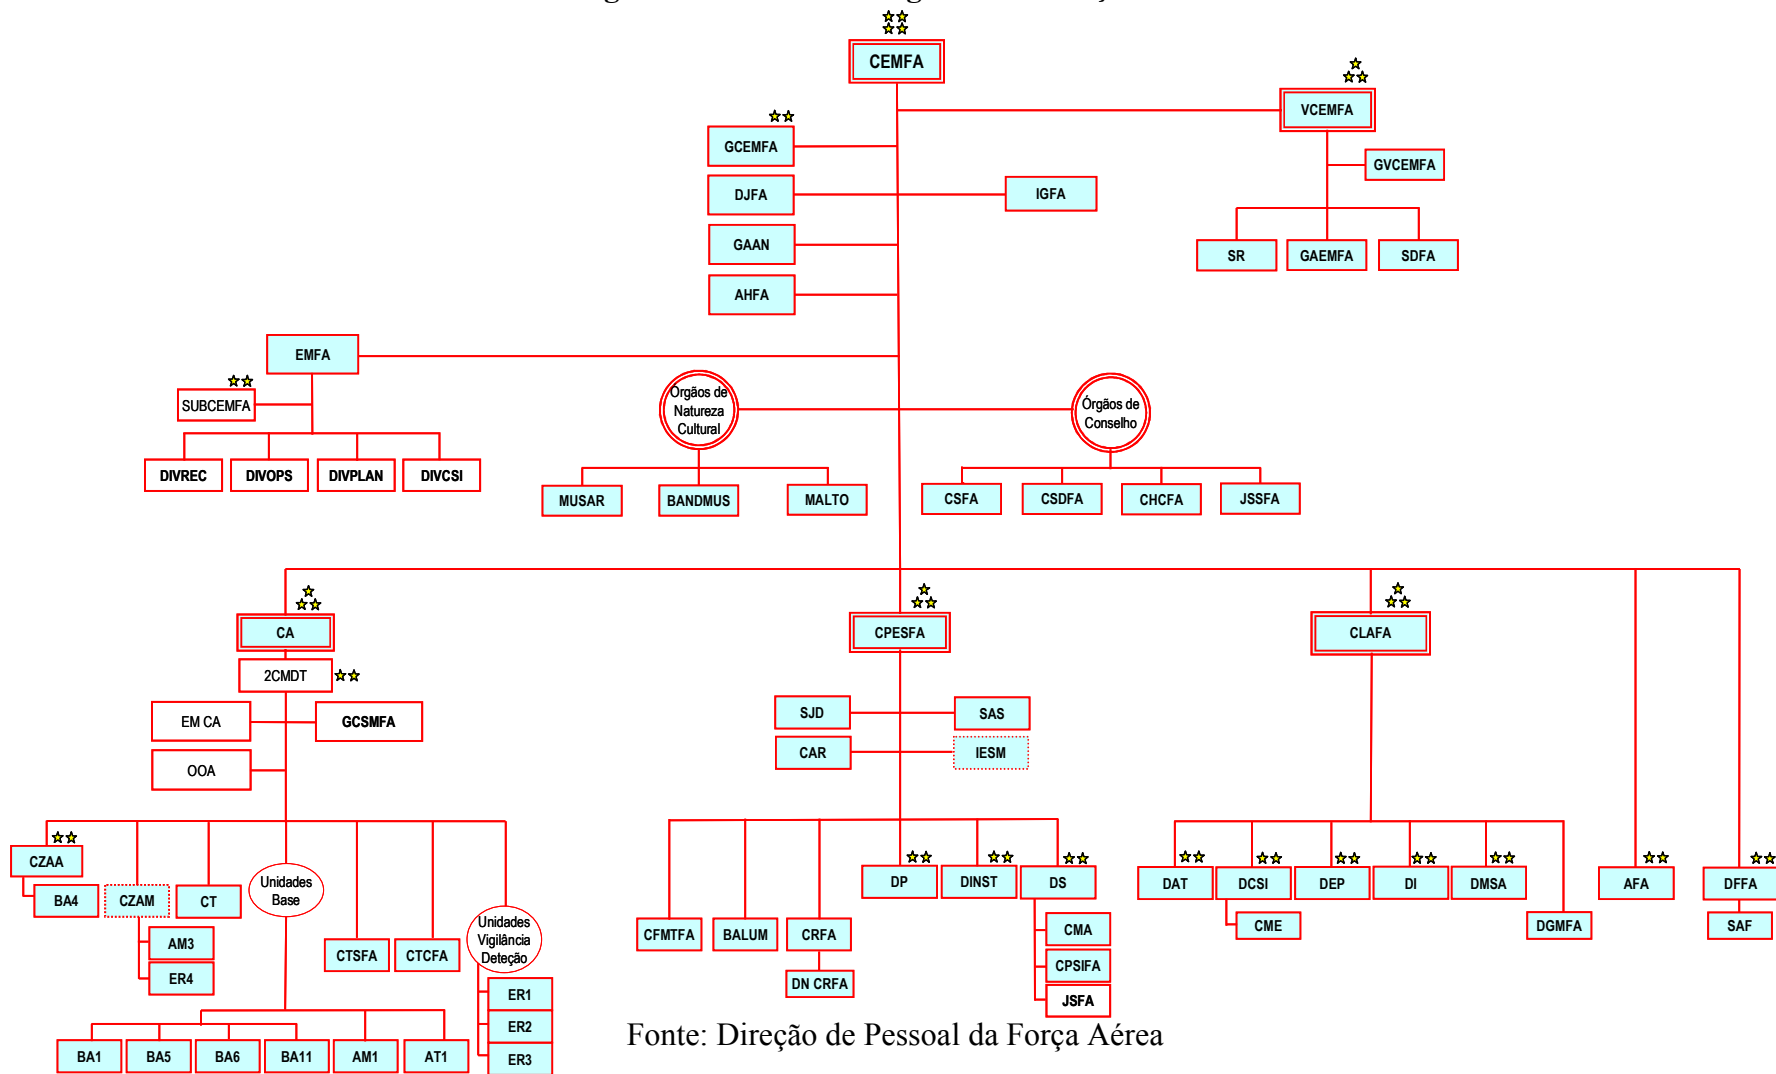 CEMFA
VCEMFA
GCEMFA
GVCEMFA
DJFA
IGFA
GAAN
SR
GAEMFA
SDFA
AHFA
EMFA
SUBCEMFA
Órgãos de
Natureza
Cultural
Órgãos de
Conselho
DIVREC
DIVOPS
DIVPLAN
DIVCSI
MUSAR
BANDMUS
MALTO
CSFA
CSDFA
CHCFA
JSSFA
CA
CPESFA
CLAFA
2CMDT
EM CA
GCSMFA
SJD
SAS
CAR
IESM
OOA
CZAA
BA4
CZAM
CT
Unidades
Base
AM3
ER4
CTSFA
CTCFA
Unidades
Vigilância
Deteção
ER1
ER2
ER3
BA1
BA5
BA6
BA11
AM1
AT1
DP
DINST
DS
CFMTFA
BALUM
CRFA
DN CRFA
CMA
CPSIFA
JSFA
DAT
DCSI
DEP
DI
DMSA
CME
DGMFA
AFA
DFFA
SAF
Fonte: Direção de Pessoal da Força Aérea